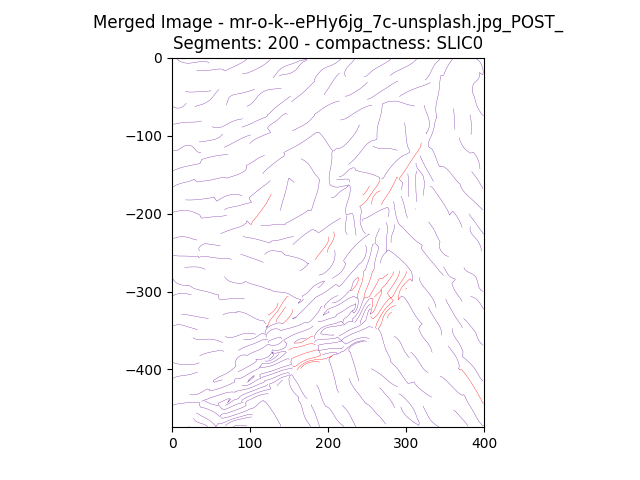 Merged Image - mr-o-k--ePHy6jg_7c-unsplash.jpg_POST_
Segments: 200 - compactness: SLIC0
0
−100
−200
−300
−400
0 100 200 300 400